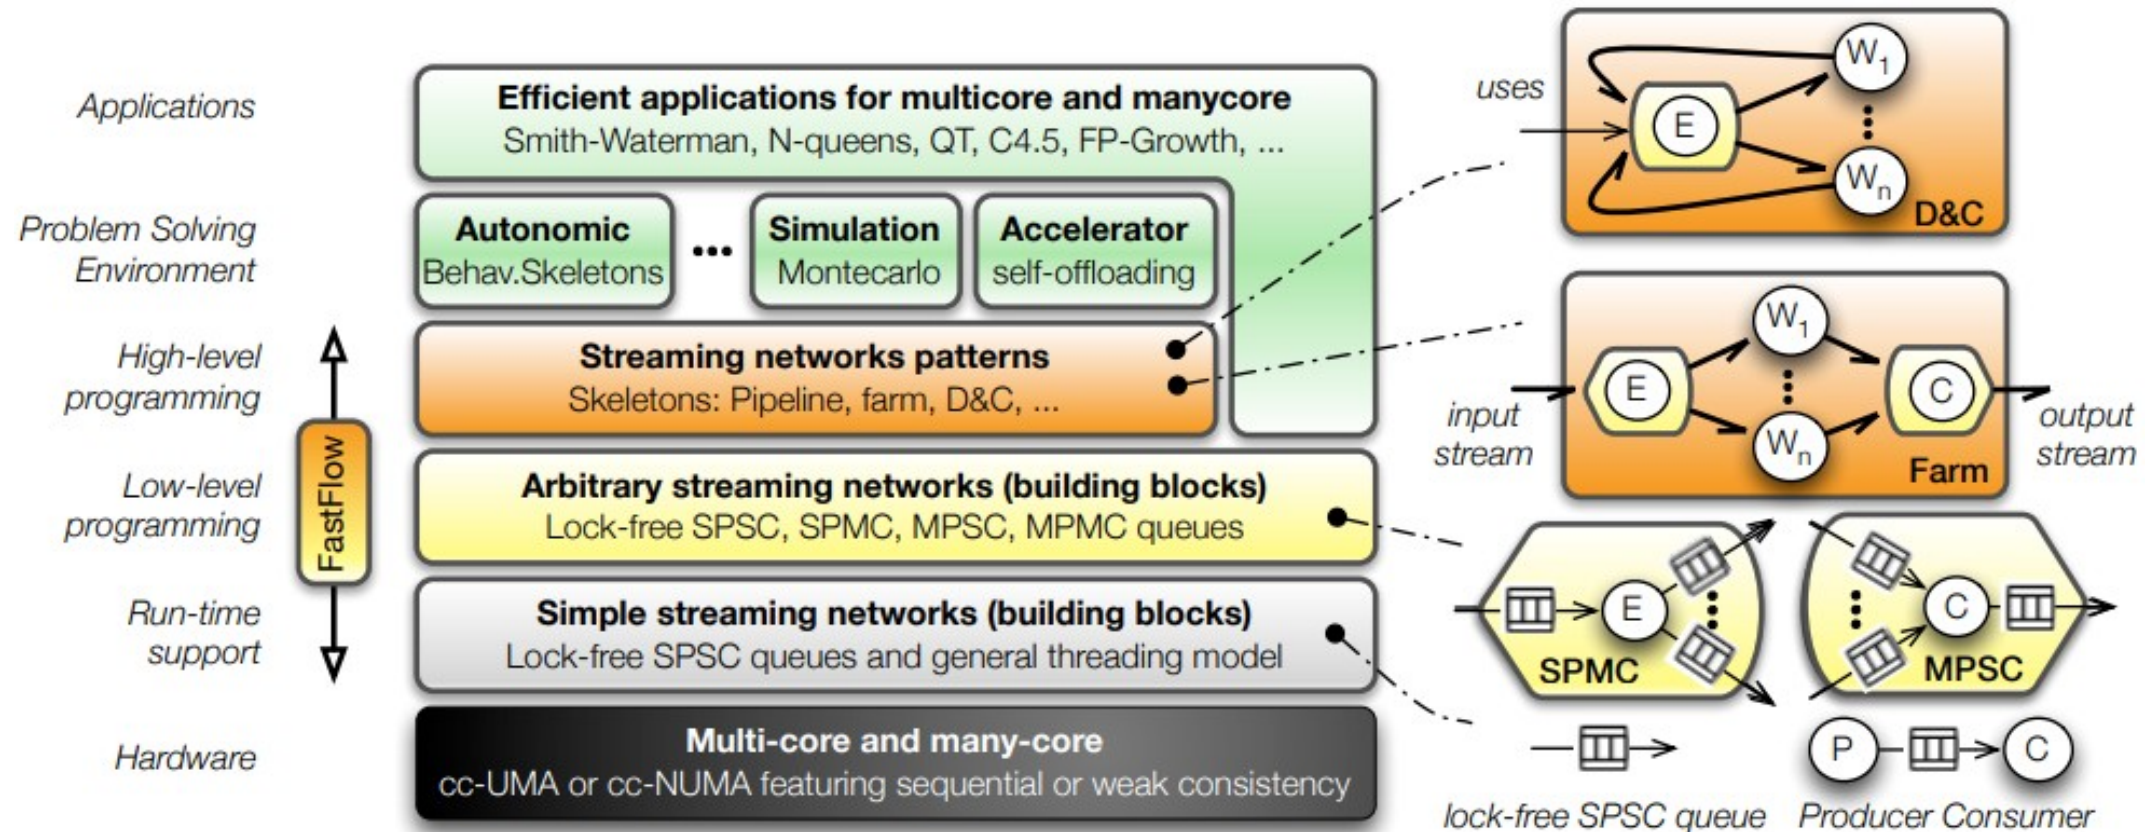 Applications
Efficient applications for multicore and manycore
Smith-Waterman, N-queens, QT, C4.5, FP-Growth, ...
Problem Solving
Environment
Autonomic
Behav.Skeletons
...
Simulation
Montecarlo
Accelerator
self-offloading
High-level
programming
Streaming networks patterns
Skeletons: Pipeline, farm, D&C, ...
FastFlow
Low-level
programming
Arbitrary streaming networks (building blocks)
Lock-free SPSC, SPMC, MPSC, MPMC queues
Run-time
support
Simple streaming networks (building blocks)
Lock-free SPSC queues and general threading model
Hardware
Multi-core and many-core
cc-UMA or cc-NUMA featuring sequential or weak consistency
uses
E
W1
Wn
D&C
input
stream
E
W1
Wn
C
Farm
output
stream
E
SPMC
C
MPSC
lock-free SPSC queue
P
C
Producer Consumer